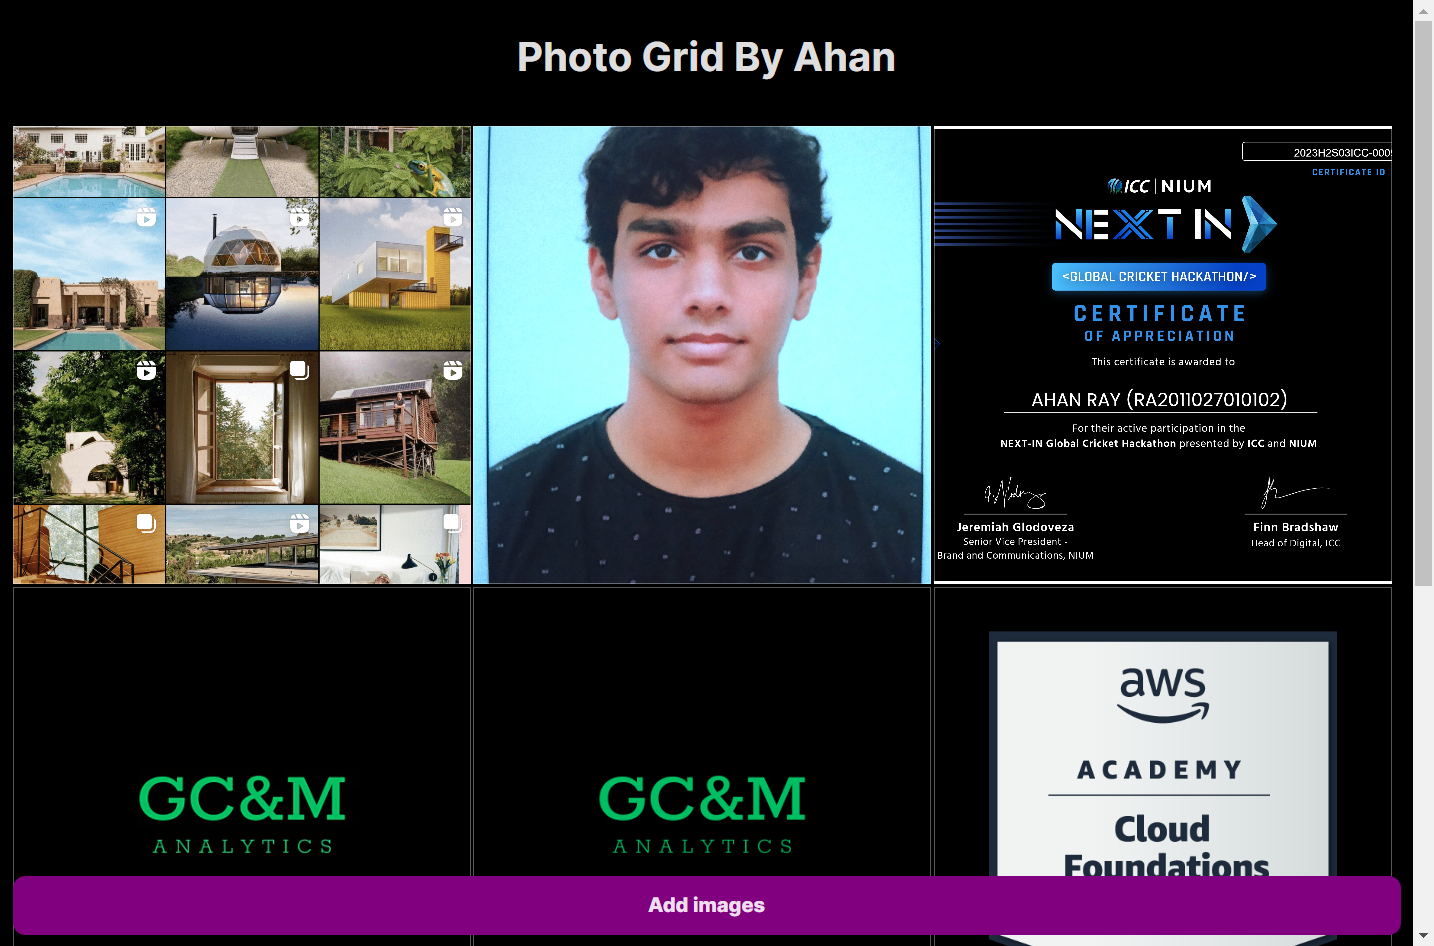 Photo Grid By Ahan
2023H2S03ICC-000
CERTIFICATE ID
ICC | NIUM
NEXT IN
<GLOBAL CRICKET HACKATHON/>
CERTIFICATE
OF APPRECIATION
This certificate is awarded to
AHAN RAY (RA2011027010102)
For their active participation in the
NEXT-IN Global Cricket Hackathon presented by ICC and NIUM
Jeremiah Glodoveza
Senior Vice President -
Brand and Communications, NIUM
Finn Bradshaw
Head of Digital, ICC
GC&M
ANALYTICS
GC&M
ANALYTICS
aws
ACADEMY
Cloud
Foundations
Add images